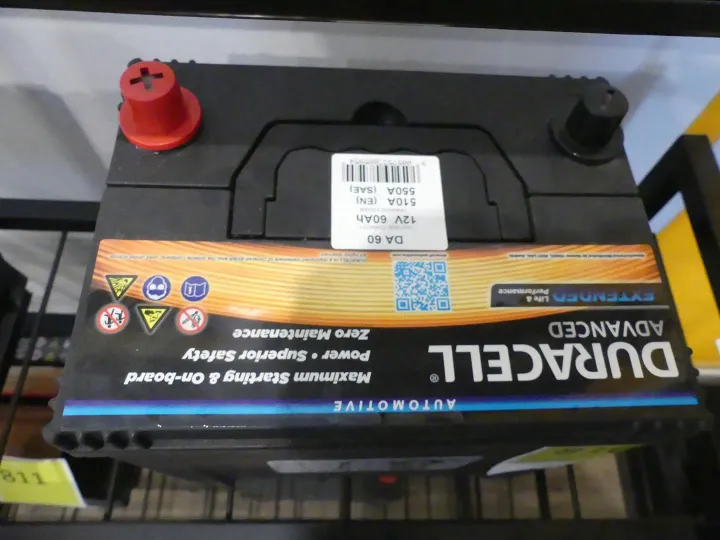 AUTOMOTIVE
DURACELL®
ADVANCED
EXTENDED
Life &
Performance
Maximum Starting & On-board
Power • Superior Safety
Zero Maintenance
DA 60
12V 60Ah
510A (EN)
550A (SAE)
811